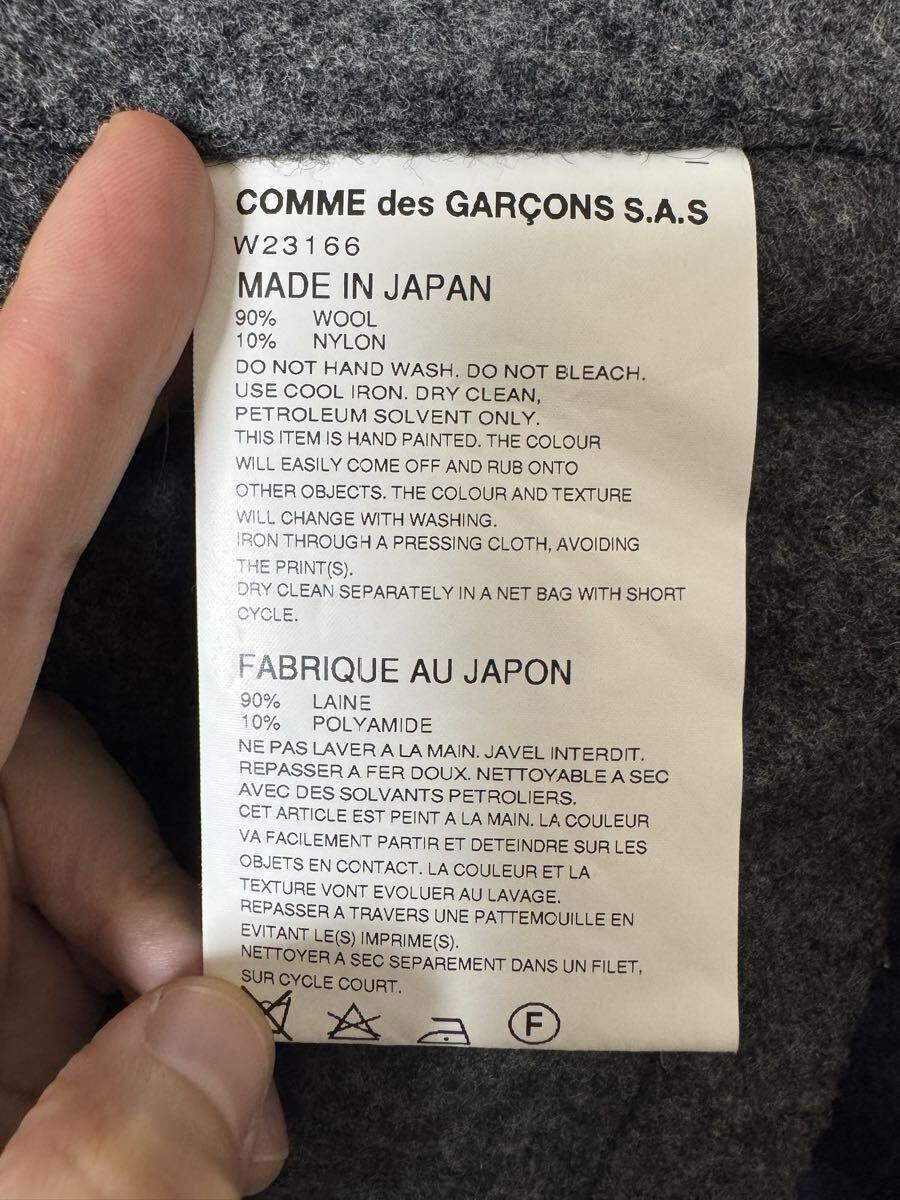 COMME des GARÇONS S.A.S
W23166
MADE IN JAPAN
90% WOOL
10% NYLON
DO NOT HAND WASH. DO NOT BLEACH.
USE COOL IRON. DRY CLEAN,
PETROLEUM SOLVENT ONLY.
THIS ITEM IS HAND PAINTED. THE COLOUR
WILL EASILY COME OFF AND RUB ONTO
OTHER OBJECTS. THE COLOUR AND TEXTURE
WILL CHANGE WITH WASHING.
IRON THROUGH A PRESSING CLOTH, AVOIDING
THE PRINT(S).
DRY CLEAN SEPARATELY IN A NET BAG WITH SHORT
CYCLE.
FABRIQUE AU JAPON
90% LAINE
10% POLYAMIDE
NE PAS LAVER A LA MAIN. JAVEL INTERDIT.
REPASSER A FER DOUX. NETTOYABLE A SEC
AVEC DES SOLVANTS PETROLIERS.
CET ARTICLE EST PEINT A LA MAIN. LA COULEUR
VA FACILEMENT PARTIR ET DETEINDRE SUR LES
OBJETS EN CONTACT. LA COULEUR ET LA
TEXTURE VONT EVOLUER AU LAVAGE.
REPASSER A TRAVERS UNE PATTEMOUILLE EN
EVITANT LE(S) IMPRIME(S).
NETTOYER A SEC SEPAREMENT DANS UN FILET,
SUR CYCLE COURT.
F